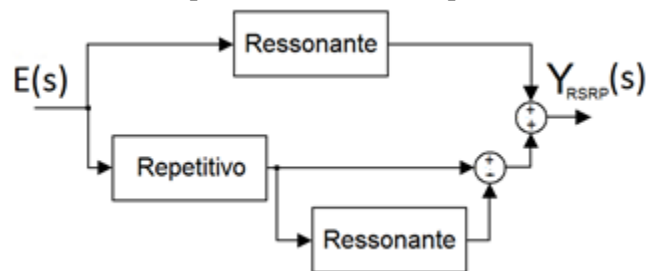 Ressonante
E(s)
Y_RSRP(s)
+
+
Repetitivo
+
-
Ressonante